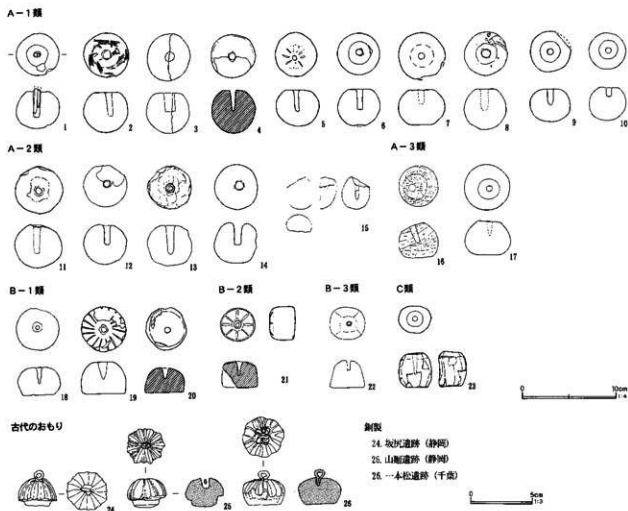 A－1類
1 2 3 4 5 6 7 8 9 10
A－2類
A－3類
11 12 13 14 15 16 17
B－1類
B－2類
B－3類
C類
18 19 20 21 22 23
0 10cm
1:4
古代のおもり
銅製
24. 坂尻遺跡（静岡）
25. 山廻遺跡（静岡）
26. 一本松遺跡（千葉）
24 25 26
0 5cm
1:3